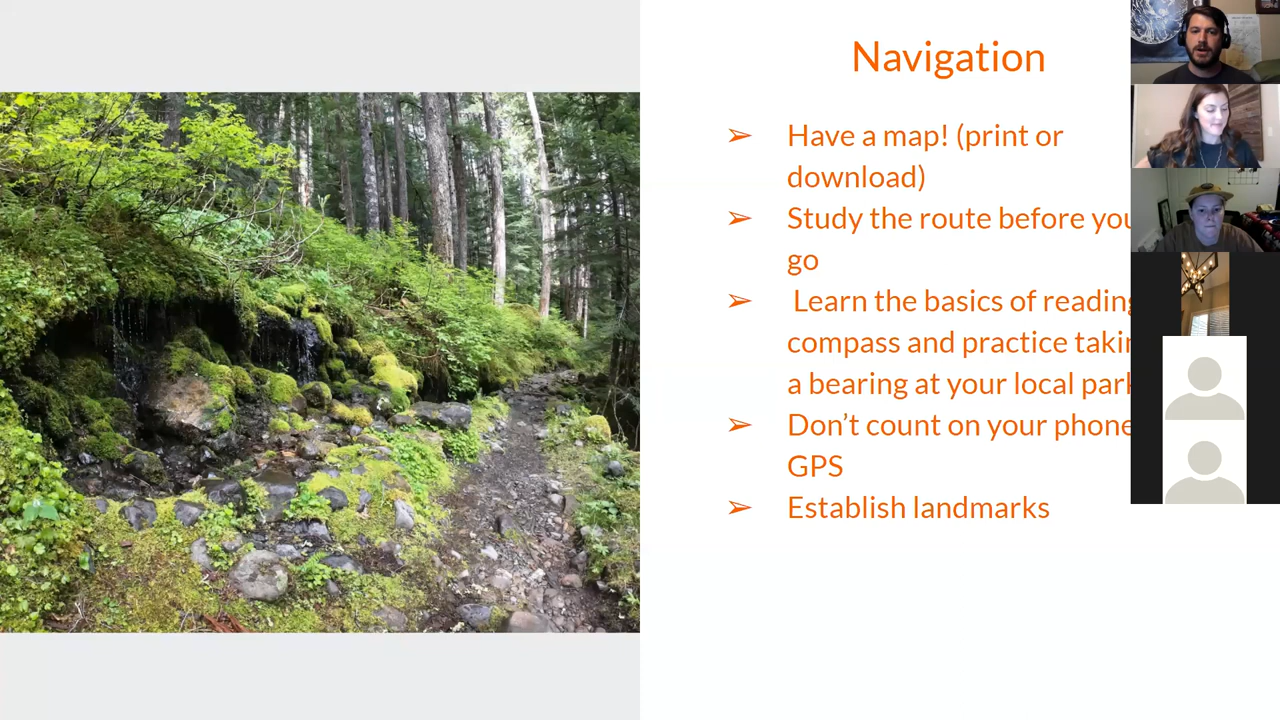 Navigation
➢ Have a map! (print or
download)
➢ Study the route before you
go
➢ Learn the basics of reading
compass and practice
a bearing at your local park
➢ Don’t count on your phone
GPS
➢ Establish landmarks